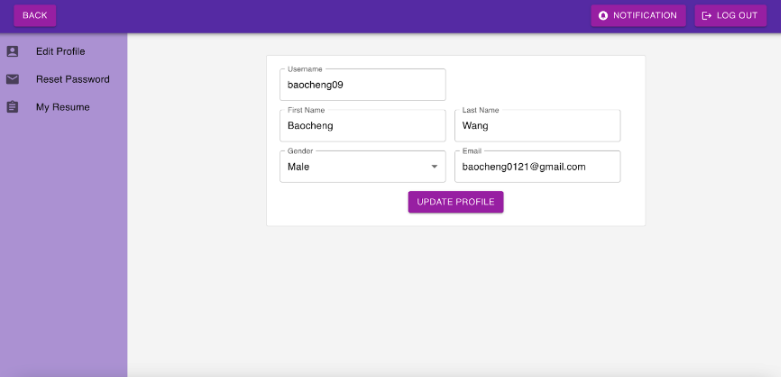 BACK
NOTIFICATION
LOG OUT
Edit Profile
Reset Password
My Resume
Username
baocheng09
First Name
Baocheng
Last Name
Wang
Gender
Male
Email
baocheng0121@gmail.com
UPDATE PROFILE